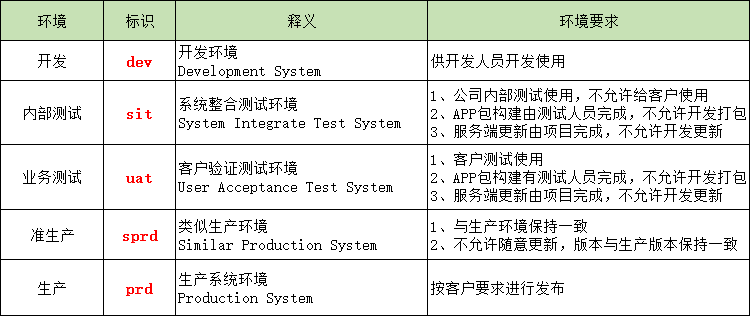 环境 标识 释义 环境要求
开发 dev 开发环境 供开发人员开发使用
Development System
内部测试 sit 系统整合测试环境
System Integrate Test System
1、公司内部测试使用，不允许给客户使用
2、APP包构建由测试人员完成，不允许开发打包
3、服务端更新由项目完成，不允许开发更新
业务测试 uat 客户验证测试环境
User Acceptance Test System
1、客户测试使用
2、APP包构建有测试人员完成，不允许开发打包
3、服务端更新由项目完成，不允许开发更新
准生产 sprd 类似生产环境
Similar Production System
1、与生产环境保持一致
2、不允许随意更新，版本与生产版本保持一致
生产 prd 生产系统环境
Production System
按客户要求进行发布